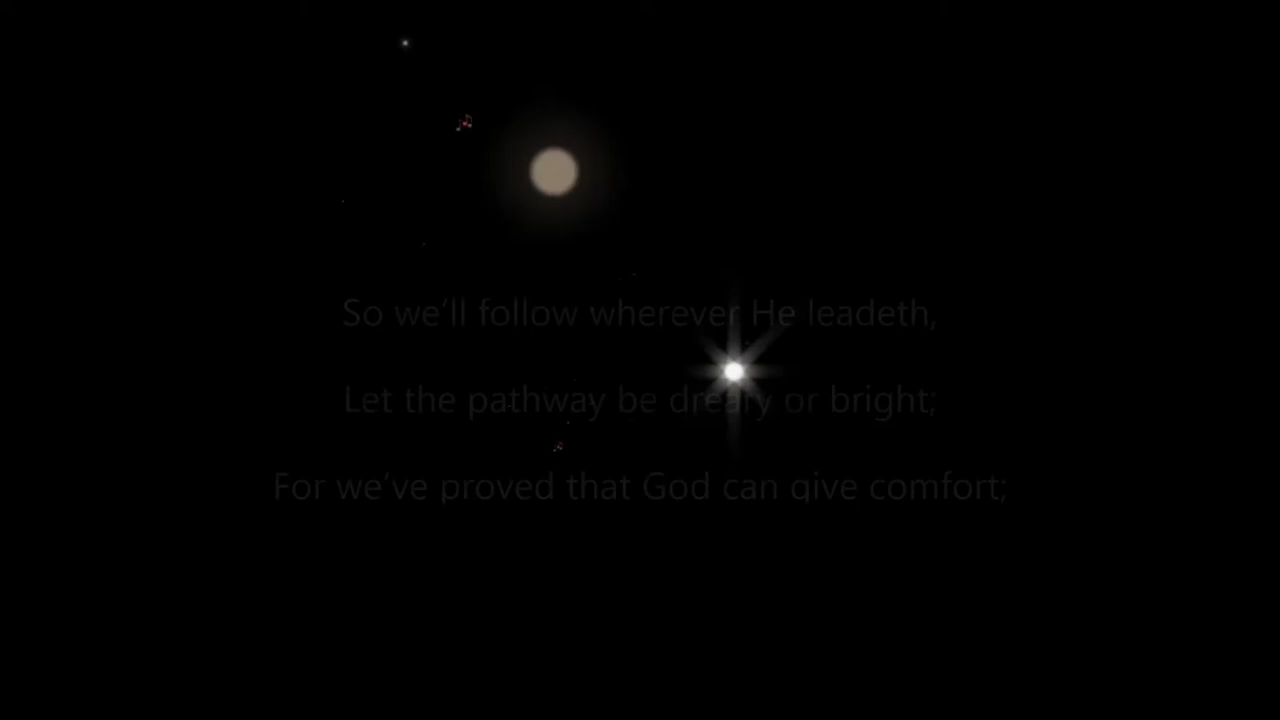 So we'll follow wherever He leadeth,
Let the pathway be dreary or bright;
For we've proved that God can give comfort;